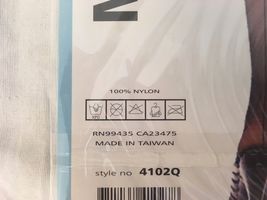 M
100% NYLON
RN99435 CA23475
MADE IN TAIWAN
style no 4102Q